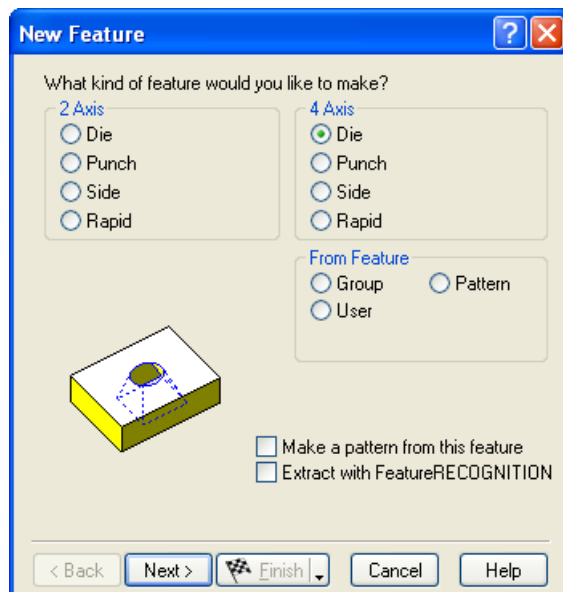 New Feature
What kind of feature would you like to make?
2 Axis
Die
Punch
Side
Rapid
4 Axis
Die
Punch
Side
Rapid
From Feature
Group
Pattern
User
Make a pattern from this feature
Extract with FeatureRECOGNITION
< Back
Next >
Finish
Cancel
Help